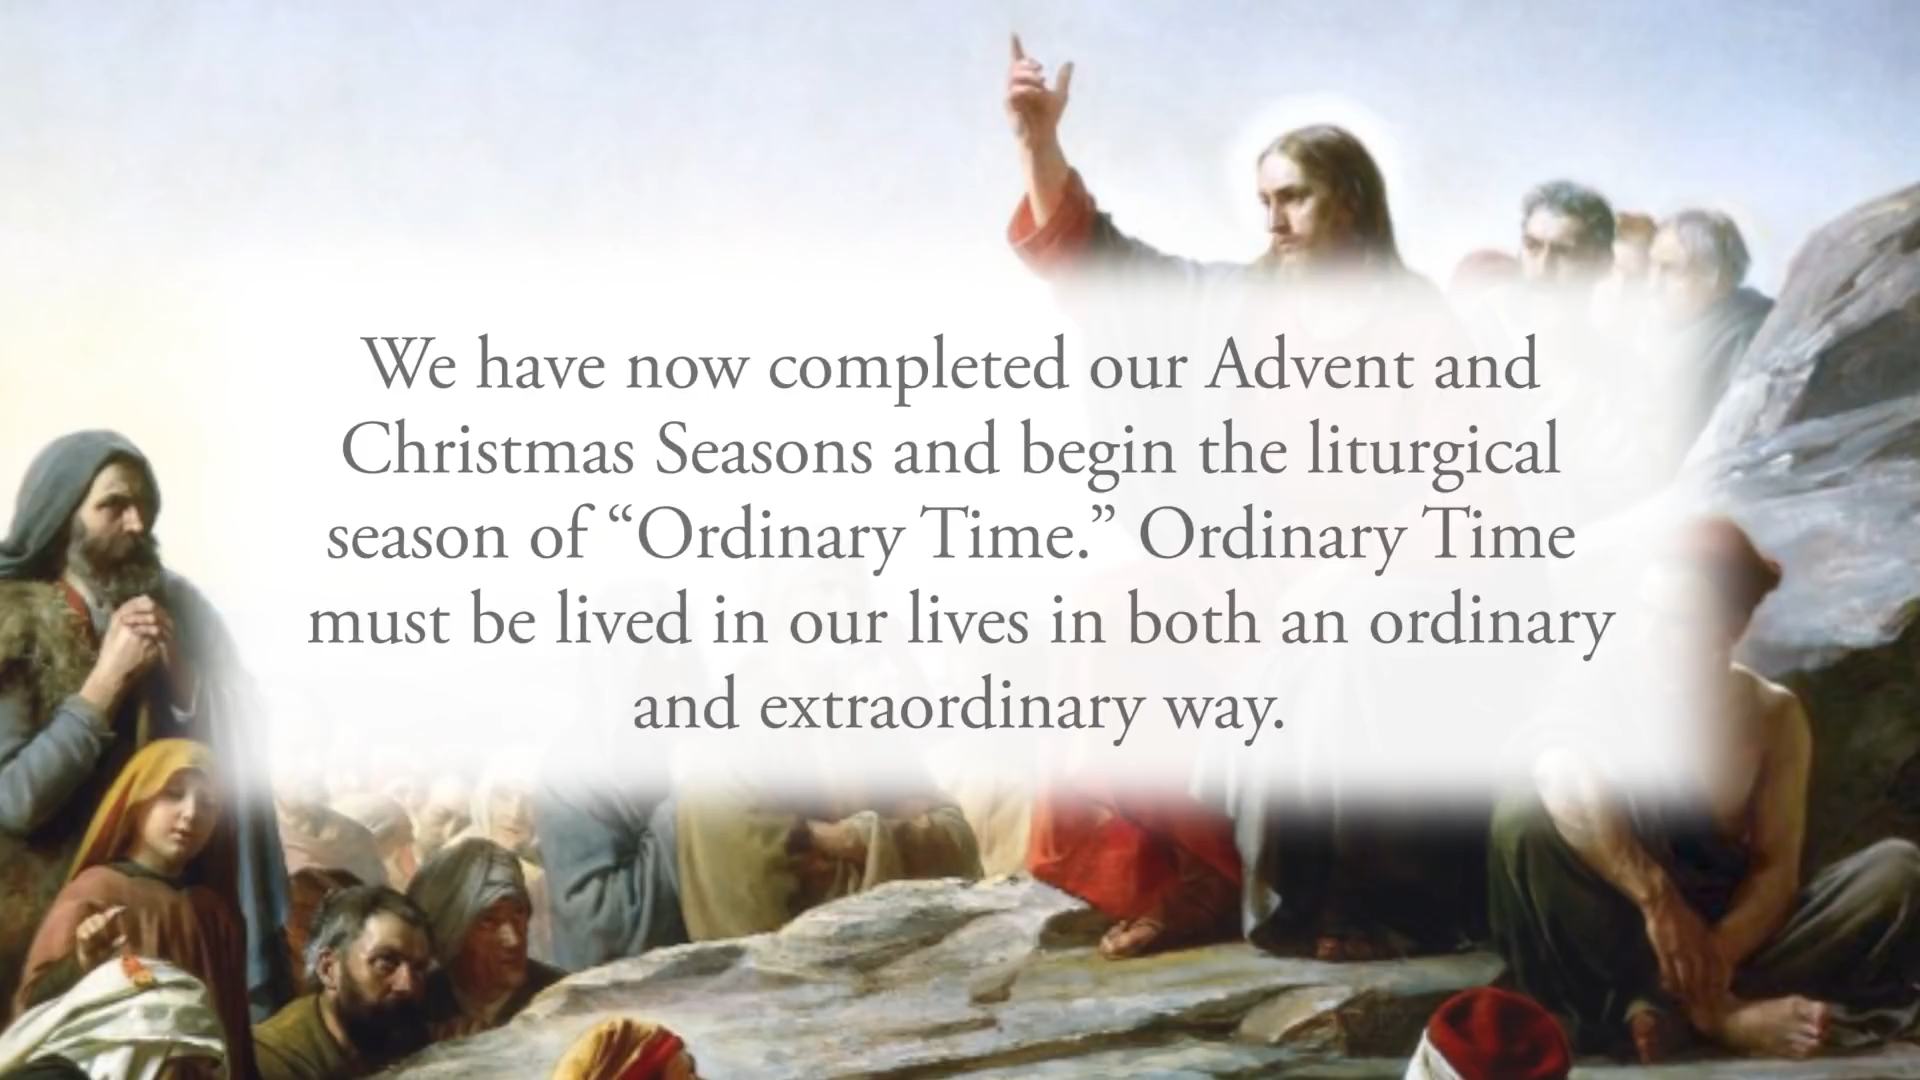 We have now completed our Advent and
Christmas Seasons and begin the liturgical
season of “Ordinary Time.” Ordinary Time
must be lived in our lives in both an ordinary
and extraordinary way.